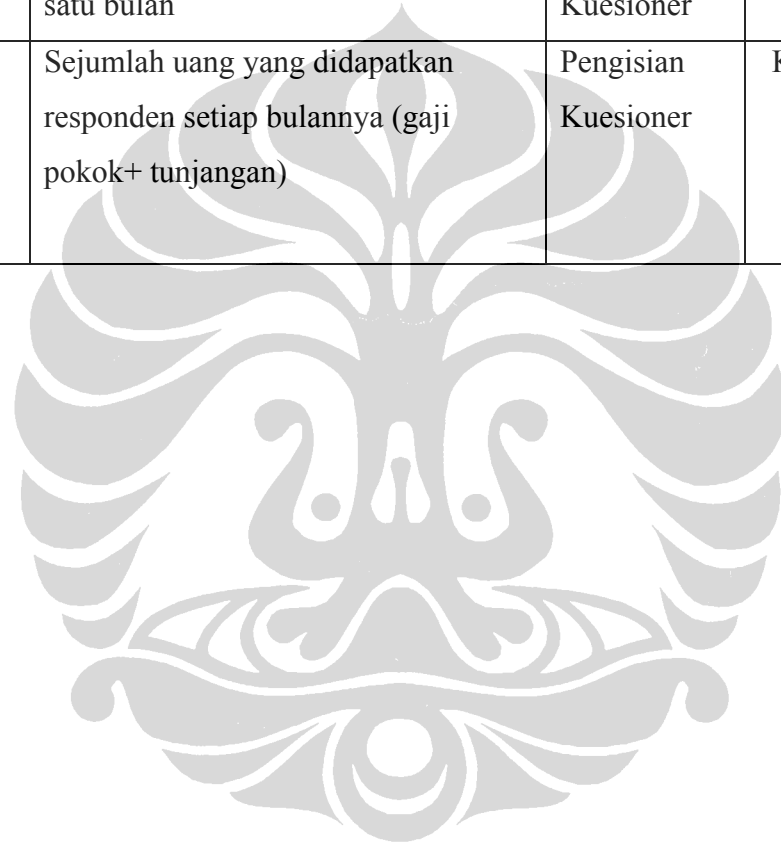 satu bulan
Kuesioner
Sejumlah uang yang didapatkan
responden setiap bulannya (gaji
pokok+ tunjangan)
Pengisian
Kuesioner